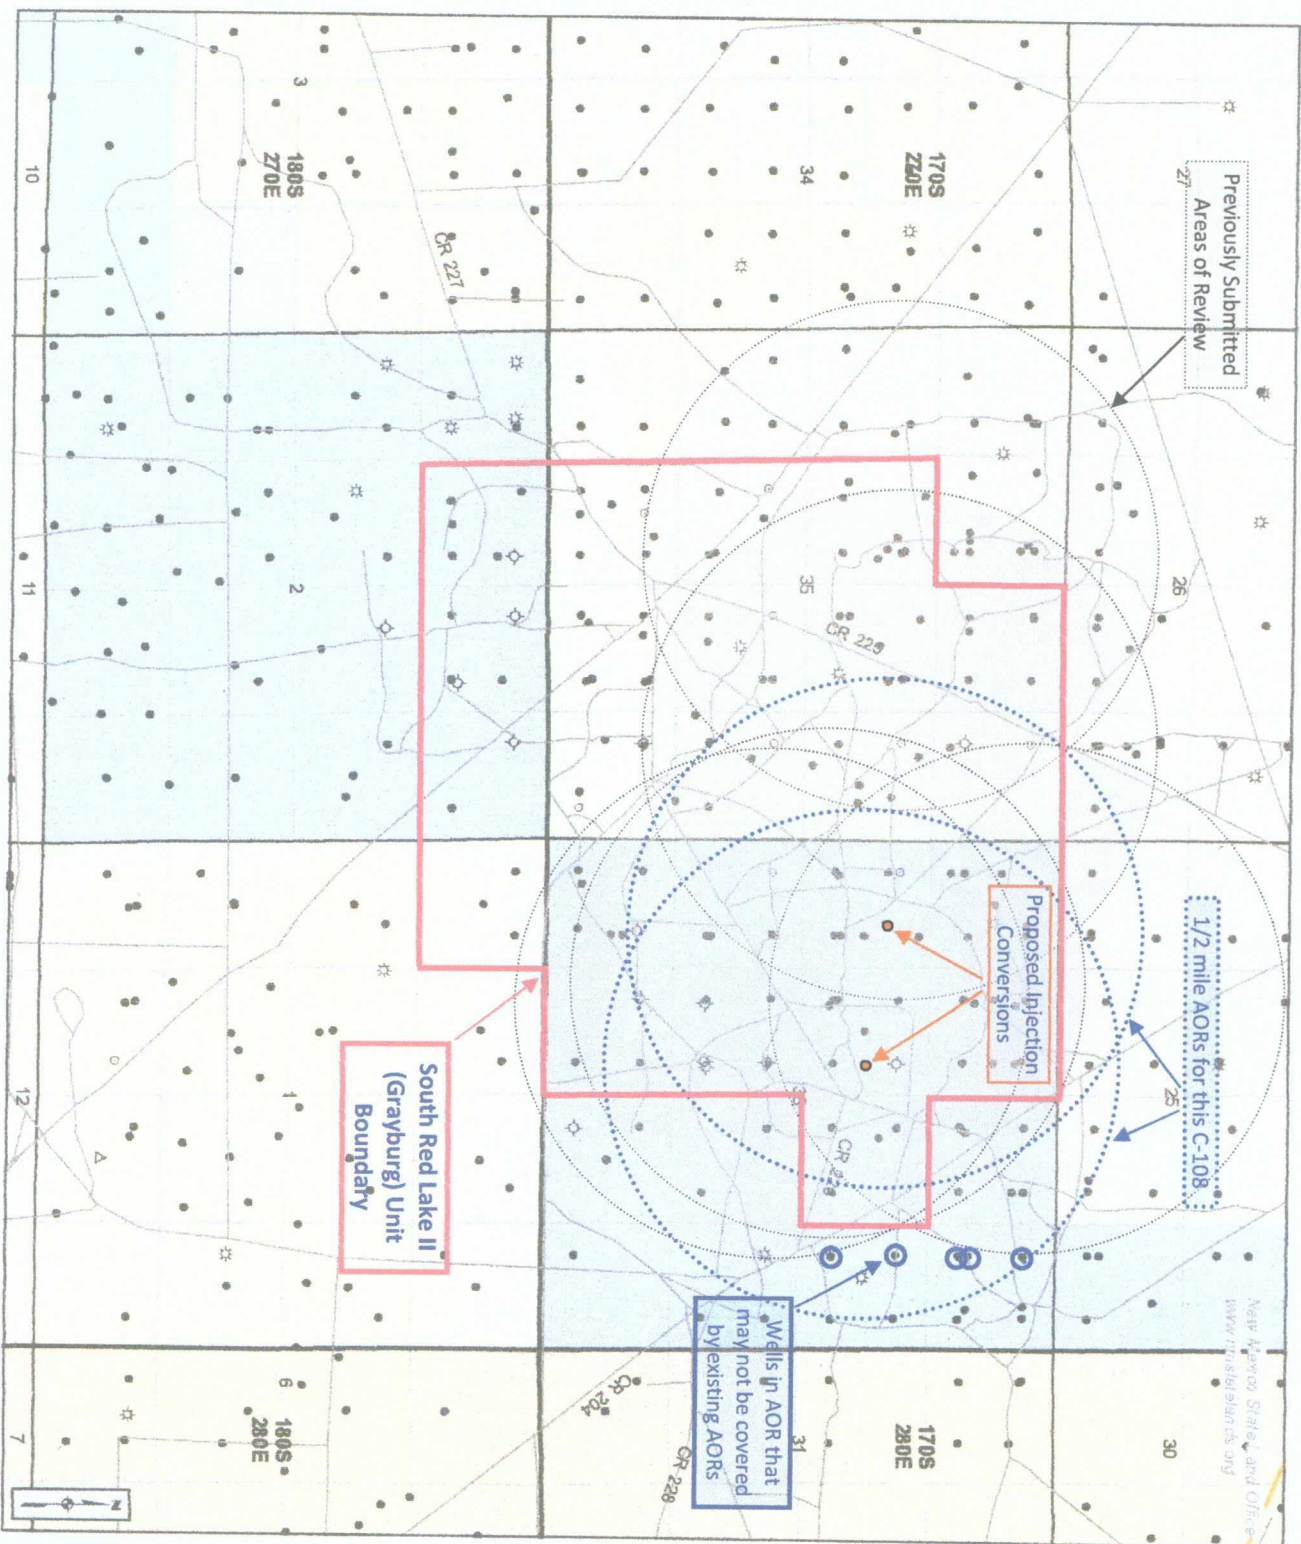 New Mexico State Land Office
www.nmstatelands.org
Previously Submitted
Areas of Review
27
1/2 mile AORs for this C-108
26
25
30
Proposed Injection
Conversions
170S
270E
170S
280E
34
35
31
CR 225
Wells in AOR that
may not be covered
by existing AORs
CR 204
CR 228
CR 227
South Red Lake II
(Grayburg) Unit
Boundary
3
180S
270E
2
1
6
180S
280E
10
11
12
7
N